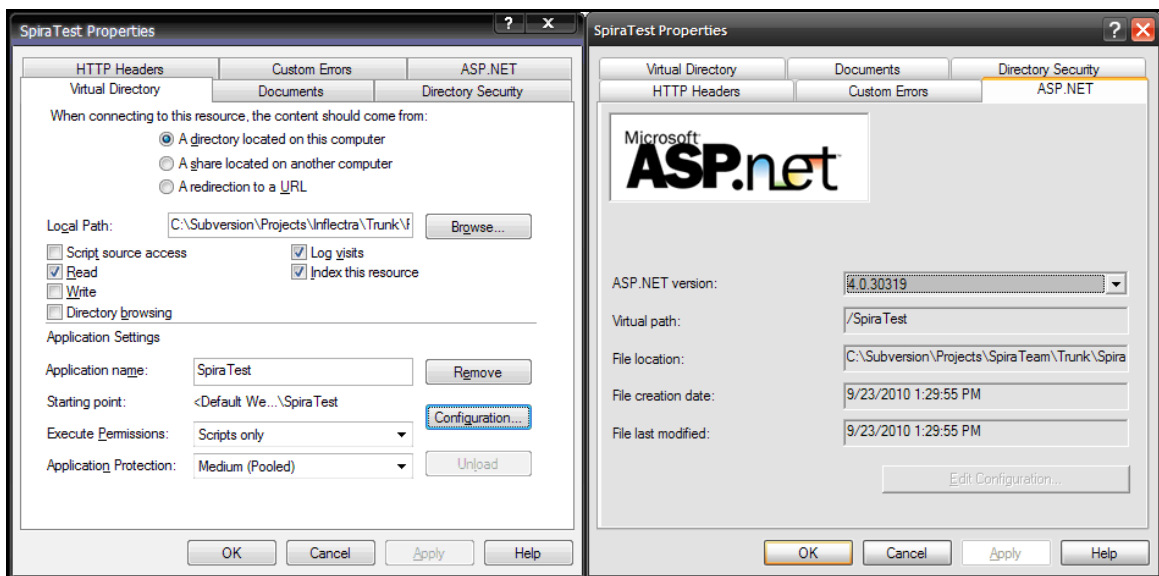 SpiraTest Properties
? X
HTTP Headers Custom Errors ASP.NET
Virtual Directory Documents Directory Security
When connecting to this resource, the content should come from:
A directory located on this computer
A share located on another computer
A redirection to a URL
Local Path: C:\Subversion\Projects\Inflectra\Trunk\F Browse...
Script source access Log visits
Read Index this resource
Write
Directory browsing
Application Settings
Application name: SpiraTest Remove
Starting point: <Default We...\SpiraTest
Configuration...
Execute Permissions: Scripts only
Application Protection: Medium (Pooled) Unload
OK Cancel Apply Help
SpiraTest Properties
? X
Virtual Directory Documents Directory Security
HTTP Headers Custom Errors ASP.NET
Microsoft
ASP.net
ASP.NET version: 4.0.30319
Virtual path: /SpiraTest
File location: C:\Subversion\Projects\SpiraTeam\Trunk\Spira
File creation date: 9/23/2010 1:29:55 PM
File last modified: 9/23/2010 1:29:55 PM
Edit Configuration...
OK Cancel Apply Help